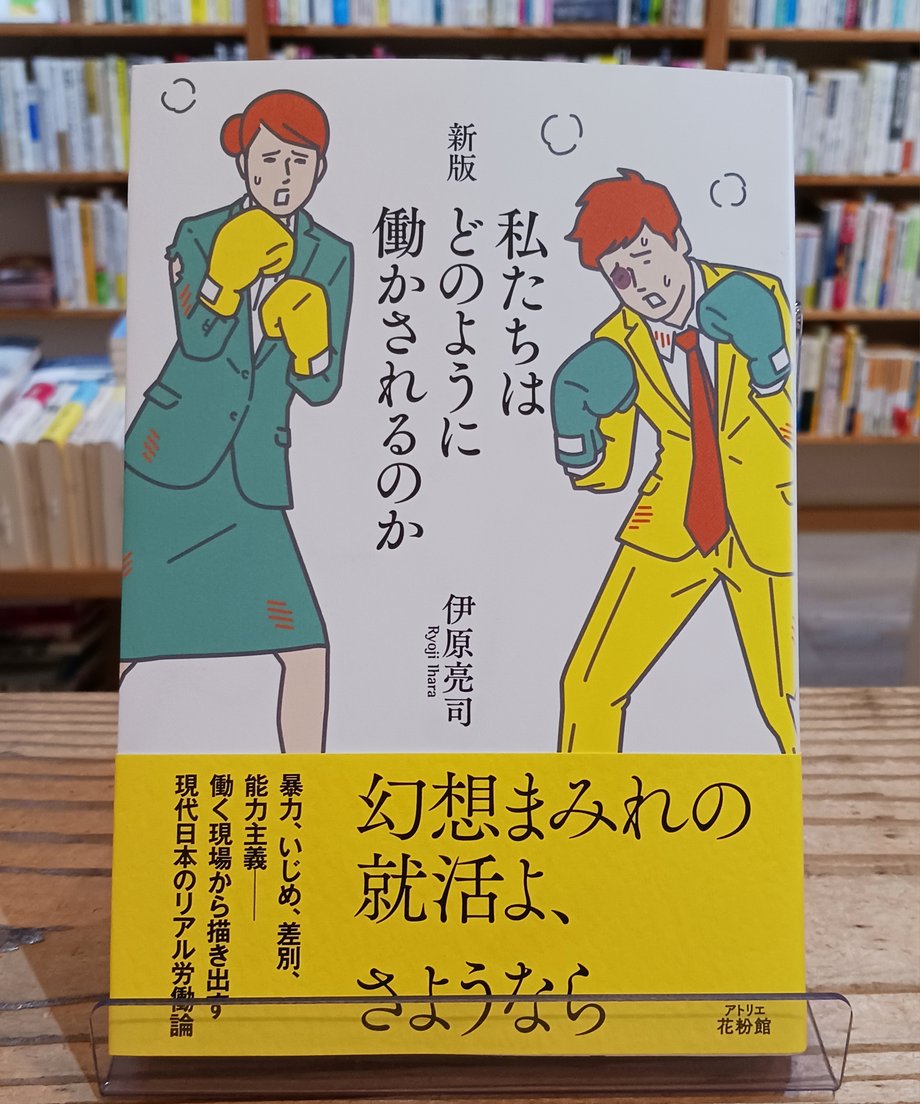 新版
私たちは
どのように
働かされるのか
伊原亮司
Ryoji Ihara
幻想まみれの
就活よ、
さようなら
暴力、いじめ、差別、
能力主義――
働く現場から描き出す
現代日本のリアル労働論
アトリエ
花粉館